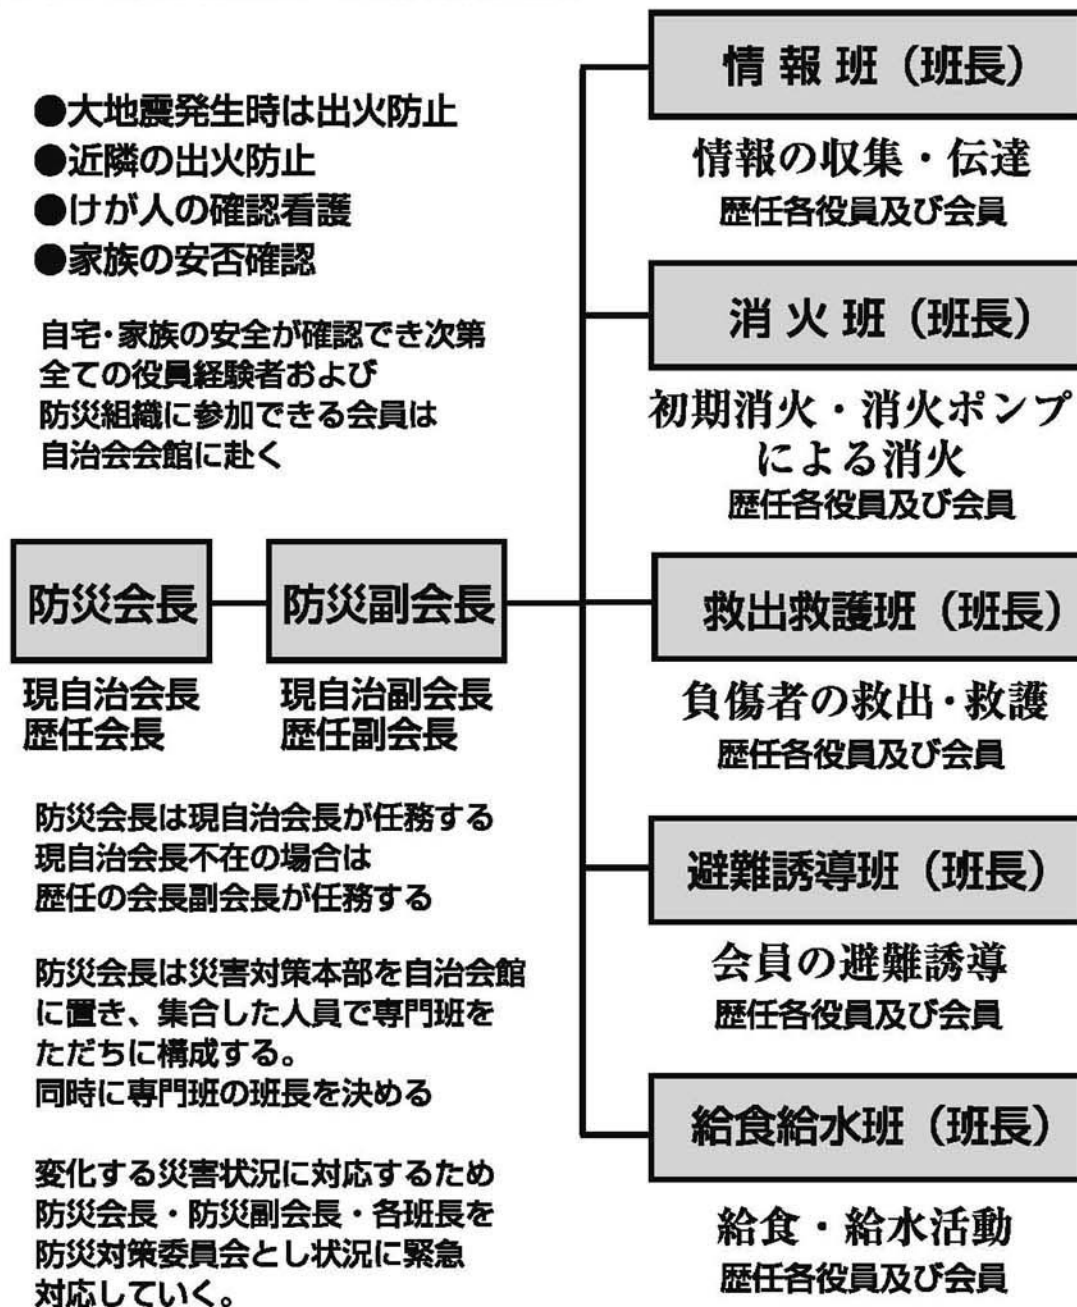 ●大地震発生時は出火防止
●近隣の出火防止
●けが人の確認看護
●家族の安否確認
自宅・家族の安全が確認でき次第
全ての役員経験者および
防災組織に参加できる会員は
自治会会館に赴く
防災会長
現自治会長
歴任会長
防災副会長
現自治副会長
歴任副会長
防災会長は現自治会長が任務する
現自治会長不在の場合は
歴任の会長副会長が任務する
防災会長は災害対策本部を自治会館
に置き、集合した人員で専門班を
ただちに構成する。
同時に専門班の班長を決める
変化する災害状況に対応するため
防災会長・防災副会長・各班長を
防災対策委員会とし状況に緊急
対応していく。
情報班（班長）
情報の収集・伝達
歴任各役員及び会員
消火班（班長）
初期消火・消火ポンプ
による消火
歴任各役員及び会員
救出救護班（班長）
負傷者の救出・救護
歴任各役員及び会員
避難誘導班（班長）
会員の避難誘導
歴任各役員及び会員
給食給水班（班長）
給食・給水活動
歴任各役員及び会員